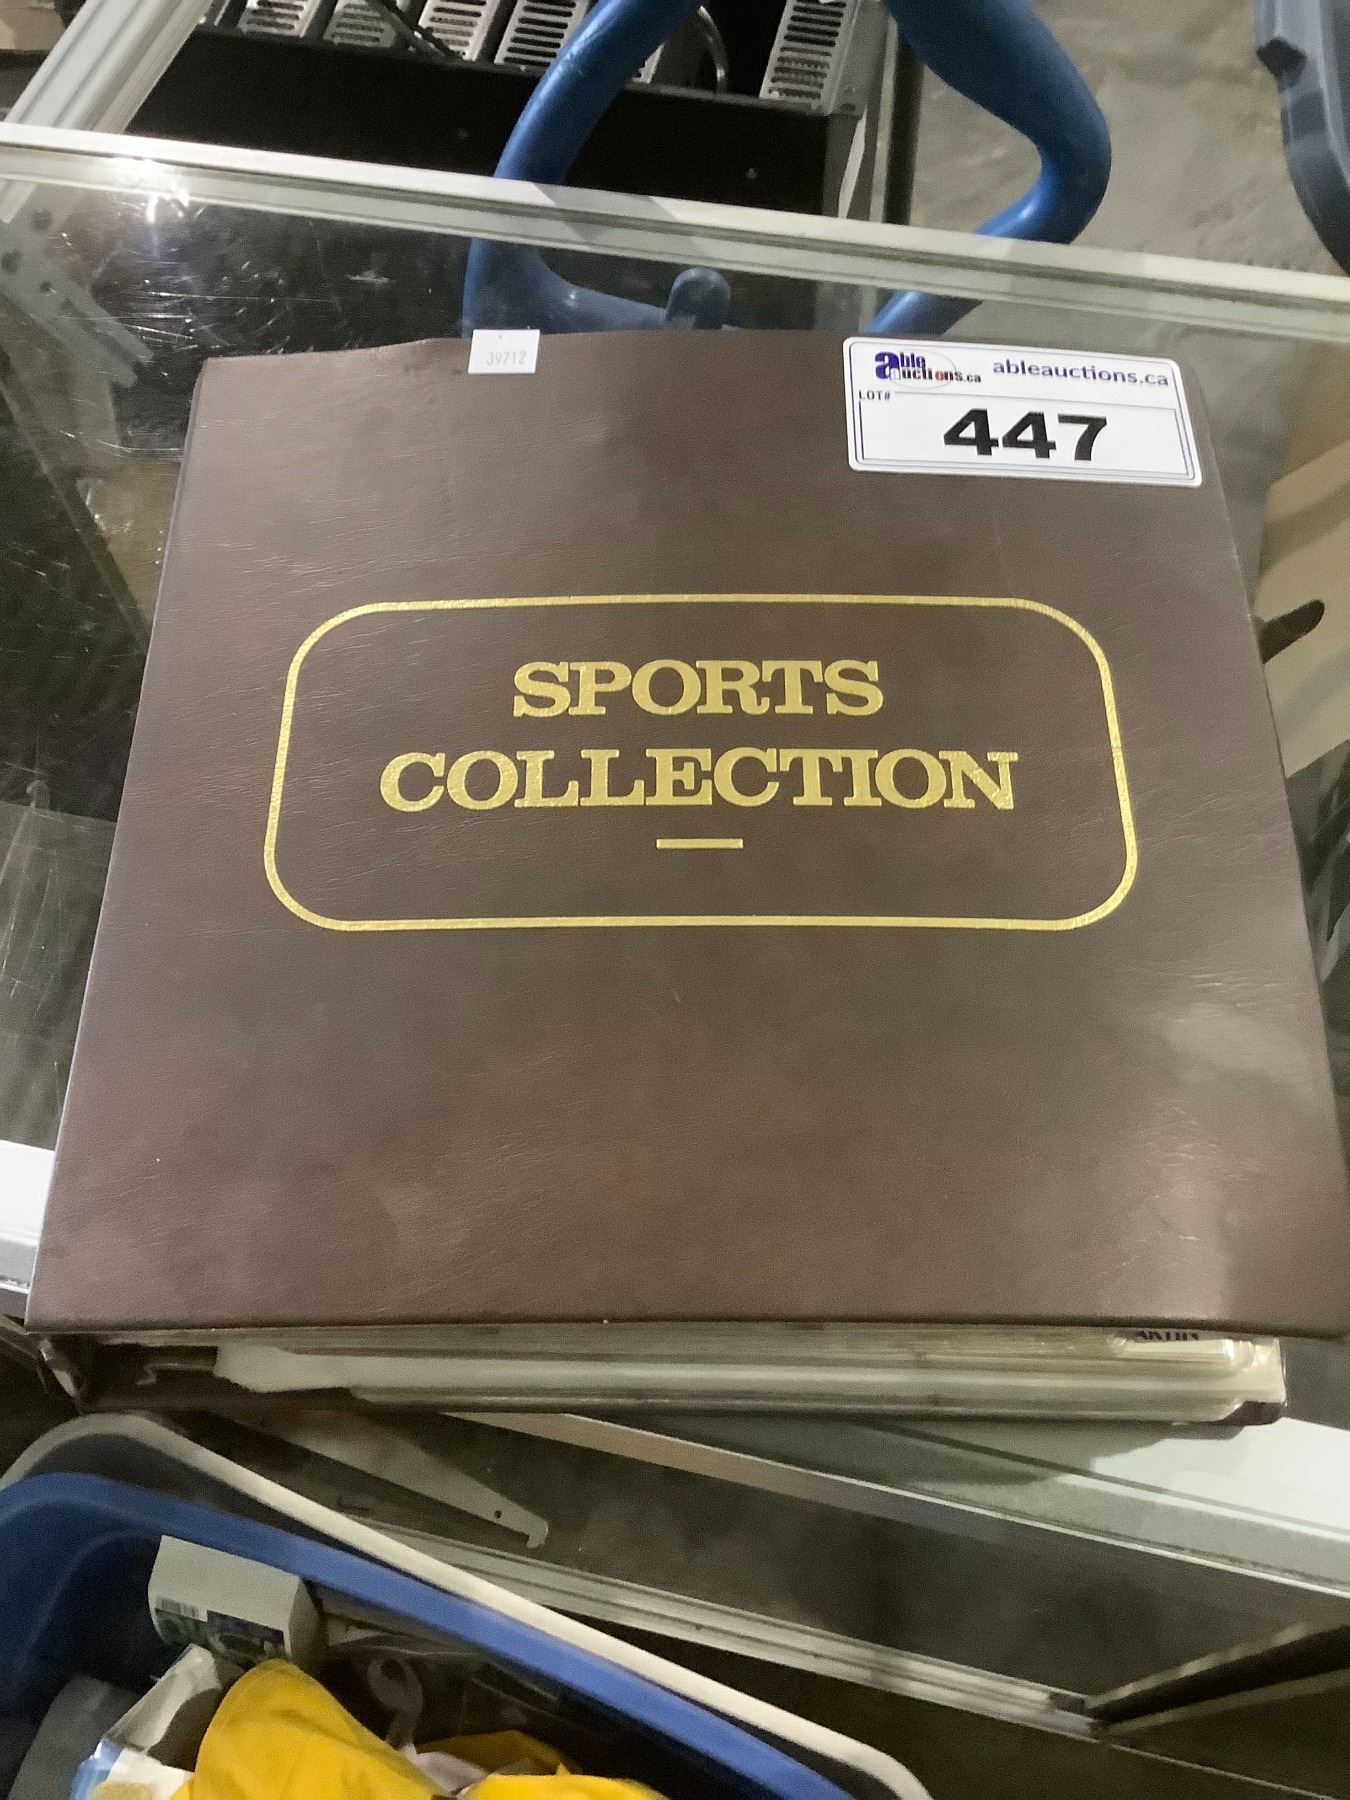 39712
able auctions.ca
ableauctions.ca
LOT#
447
SPORTS
COLLECTION